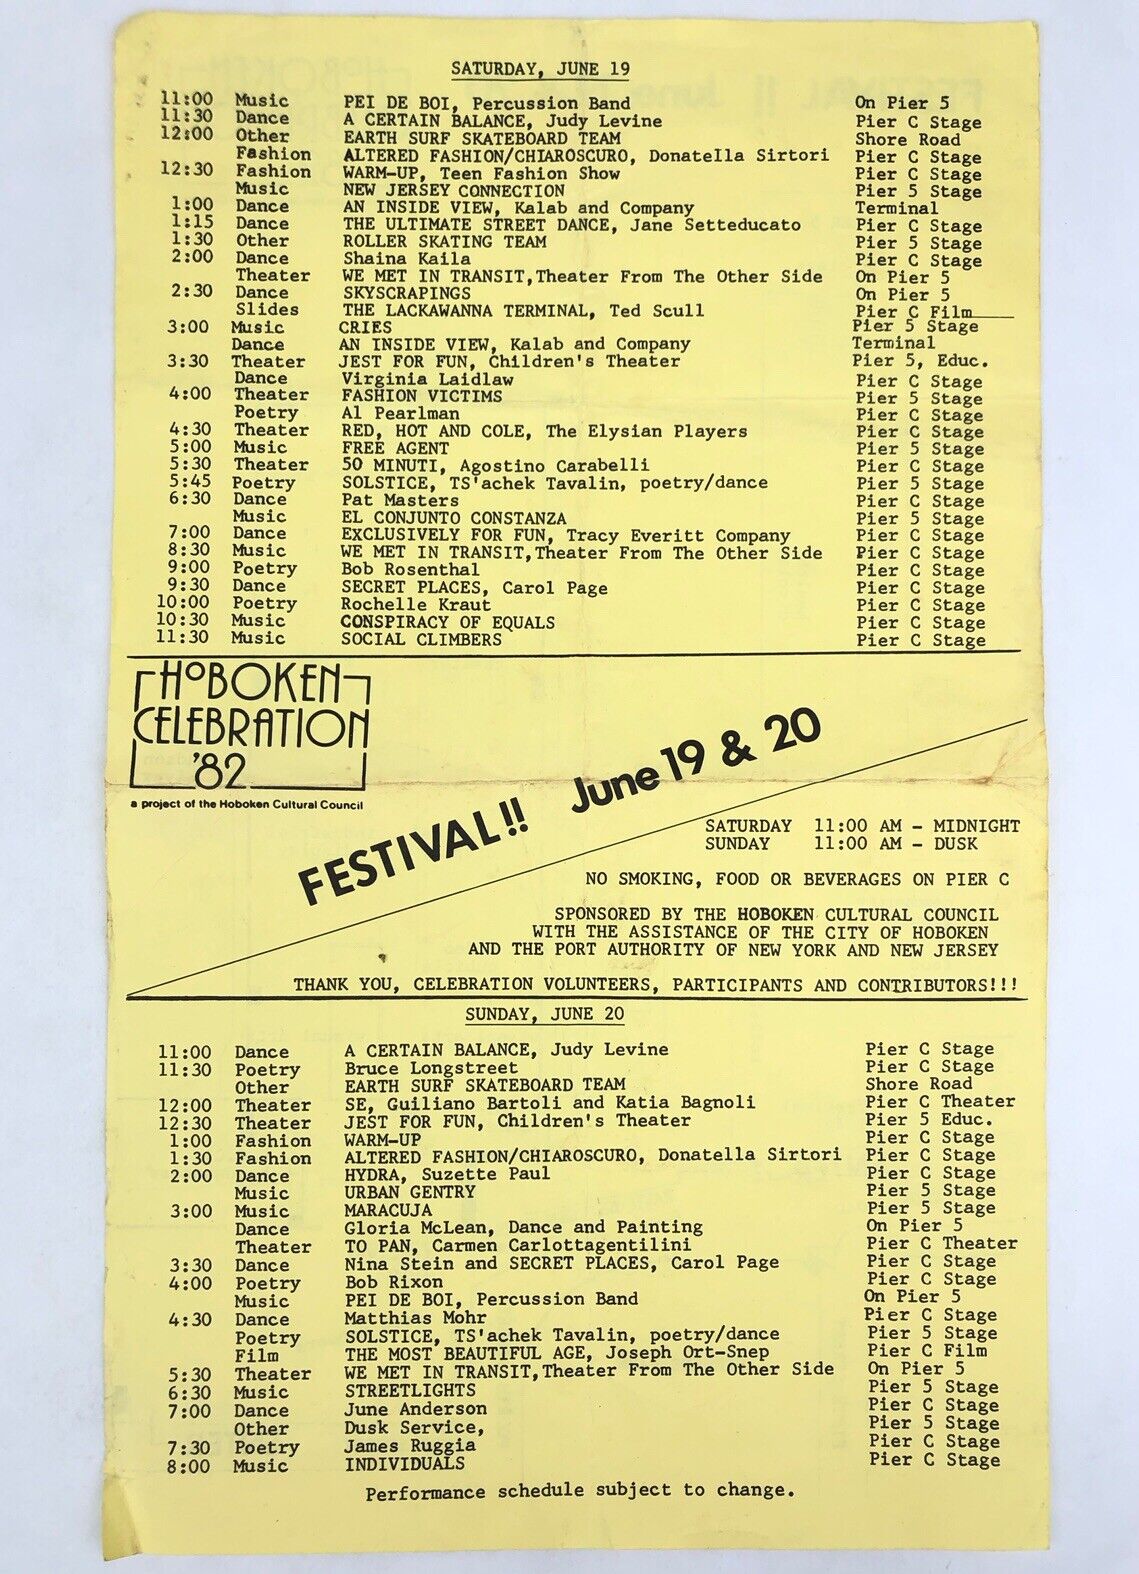 SATURDAY, JUNE 19
11:00 Music PEI DE BOI, Percussion Band On Pier 5
11:30 Dance A CERTAIN BALANCE, Judy Levine Pier C Stage
12:00 Other EARTH SURF SKATEBOARD TEAM Shore Road
Fashion ALTERED FASHION/CHIAROSCURO, Donatella Sirtori Pier C Stage
12:30 Fashion WARM-UP, Teen Fashion Show Pier C Stage
Music NEW JERSEY CONNECTION Pier 5 Stage
1:00 Dance AN INSIDE VIEW, Kalab and Company Terminal
1:15 Dance THE ULTIMATE STREET DANCE, Jane Setteducato Pier C Stage
1:30 Other ROLLER SKATING TEAM Pier 5 Stage
2:00 Dance Shaina Kaila Pier C Stage
Theater WE MET IN TRANSIT,Theater From The Other Side On Pier 5
2:30 Dance SKYSCRAPINGS On Pier 5
Slides THE LACKAWANNA TERMINAL, Ted Scull Pier C Film
3:00 Music CRIES Pier 5 Stage
Dance AN INSIDE VIEW, Kalab and Company Terminal
3:30 Theater JEST FOR FUN, Children's Theater Pier 5, Educ.
Dance Virginia Laidlaw Pier C Stage
4:00 Theater FASHION VICTIMS Pier 5 Stage
Poetry Al Pearlman Pier C Stage
4:30 Theater RED, HOT AND COLE, The Elysian Players Pier C Stage
5:00 Music FREE AGENT Pier 5 Stage
5:30 Theater 50 MINUTI, Agostino Carabelli Pier C Stage
5:45 Poetry SOLSTICE, TS'achek Tavalin, poetry/dance Pier 5 Stage
6:30 Dance Pat Masters Pier C Stage
Music EL CONJUNTO CONSTANZA Pier 5 Stage
7:00 Dance EXCLUSIVELY FOR FUN, Tracy Everitt Company Pier C Stage
8:30 Music WE MET IN TRANSIT,Theater From The Other Side Pier C Stage
9:00 Poetry Bob Rosenthal Pier C Stage
9:30 Dance SECRET PLACES, Carol Page Pier C Stage
10:00 Poetry Rochelle Kraut Pier C Stage
10:30 Music CONSPIRACY OF EQUALS Pier C Stage
11:30 Music SOCIAL CLIMBERS Pier C Stage
HOBOKEN
CELEBRATION
'82
a project of the Hoboken Cultural Council
FESTIVAL!! June 19 & 20
SATURDAY 11:00 AM - MIDNIGHT
SUNDAY 11:00 AM - DUSK
NO SMOKING, FOOD OR BEVERAGES ON PIER C
SPONSORED BY THE HOBOKEN CULTURAL COUNCIL
WITH THE ASSISTANCE OF THE CITY OF HOBOKEN
AND THE PORT AUTHORITY OF NEW YORK AND NEW JERSEY
THANK YOU, CELEBRATION VOLUNTEERS, PARTICIPANTS AND CONTRIBUTORS!!!
SUNDAY, JUNE 20
11:00 Dance A CERTAIN BALANCE, Judy Levine Pier C Stage
11:30 Poetry Bruce Longstreet Pier C Stage
Other EARTH SURF SKATEBOARD TEAM Shore Road
12:00 Theater SE, Guiliano Bartoli and Katia Bagnoli Pier C Theater
12:30 Theater JEST FOR FUN, Children's Theater Pier 5 Educ.
1:00 Fashion WARM-UP Pier C Stage
1:30 Fashion ALTERED FASHION/CHIAROSCURO, Donatella Sirtori Pier C Stage
2:00 Dance HYDRA, Suzette Paul Pier C Stage
Music URBAN GENTRY Pier 5 Stage
3:00 Music MARACUJA Pier 5 Stage
Dance Gloria McLean, Dance and Painting On Pier 5
Theater TO PAN, Carmen Carlottagentilini Pier C Theater
3:30 Dance Nina Stein and SECRET PLACES, Carol Page Pier C Stage
4:00 Poetry Bob Rixon Pier C Stage
Music PEI DE BOI, Percussion Band On Pier 5
4:30 Dance Matthias Mohr Pier C Stage
Poetry SOLSTICE, TS'achek Tavalin, poetry/dance Pier 5 Stage
Film THE MOST BEAUTIFUL AGE, Joseph Ort-Snep Pier C Film
5:30 Theater WE MET IN TRANSIT,Theater From The Other Side On Pier 5
6:30 Music STREETLIGHTS Pier 5 Stage
7:00 Dance June Anderson Pier C Stage
Other Dusk Service, Pier 5 Stage
7:30 Poetry James Ruggia Pier C Stage
8:00 Music INDIVIDUALS Pier C Stage
Performance schedule subject to change.